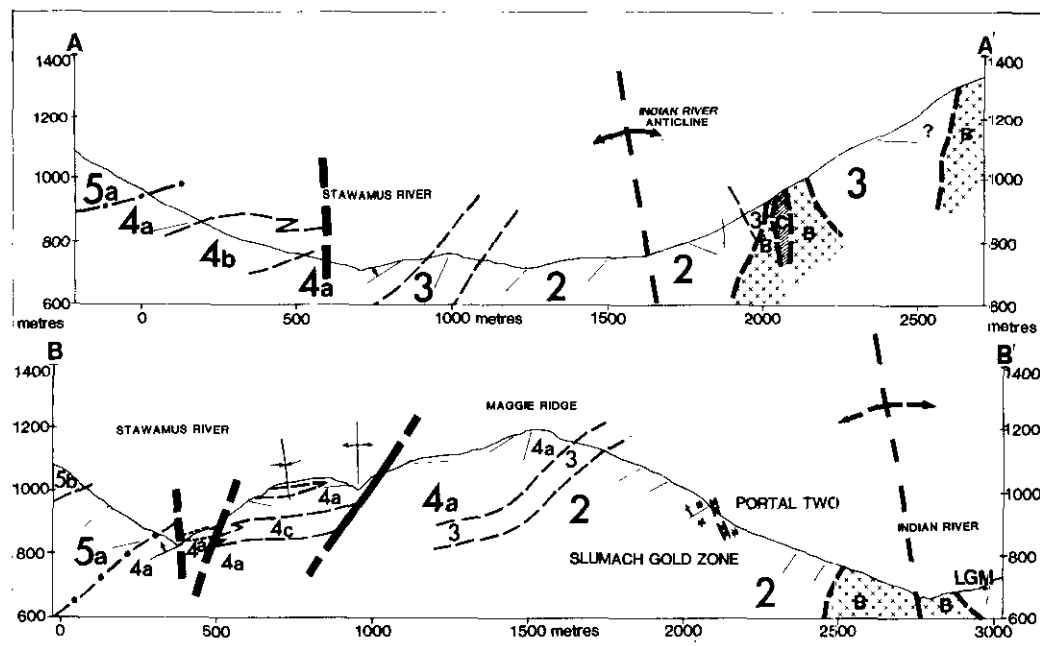 A A'
1400 1400
1200 1200
1000 1000
800 800
600 600
INDIAN RIVER
ANTICLINE
STAWAMUS RIVER
5a
4a
4b
4a
3
2
2
3
B
C
B
3
?
B
0 500 1000 metres 1500 2000 2500
metres metres
B B'
1400 1400
1200 1200
1000 1000
800 800
600 600
STAWAMUS RIVER
MAGGIE RIDGE
5b
5a
4a
4a
4a
4a
4c
4a
4a
3
3
2
PORTAL TWO
SLUMACH GOLD ZONE
INDIAN RIVER
LGM
2
B
B
0 500 1000 1500 metres 2000 2500 3000